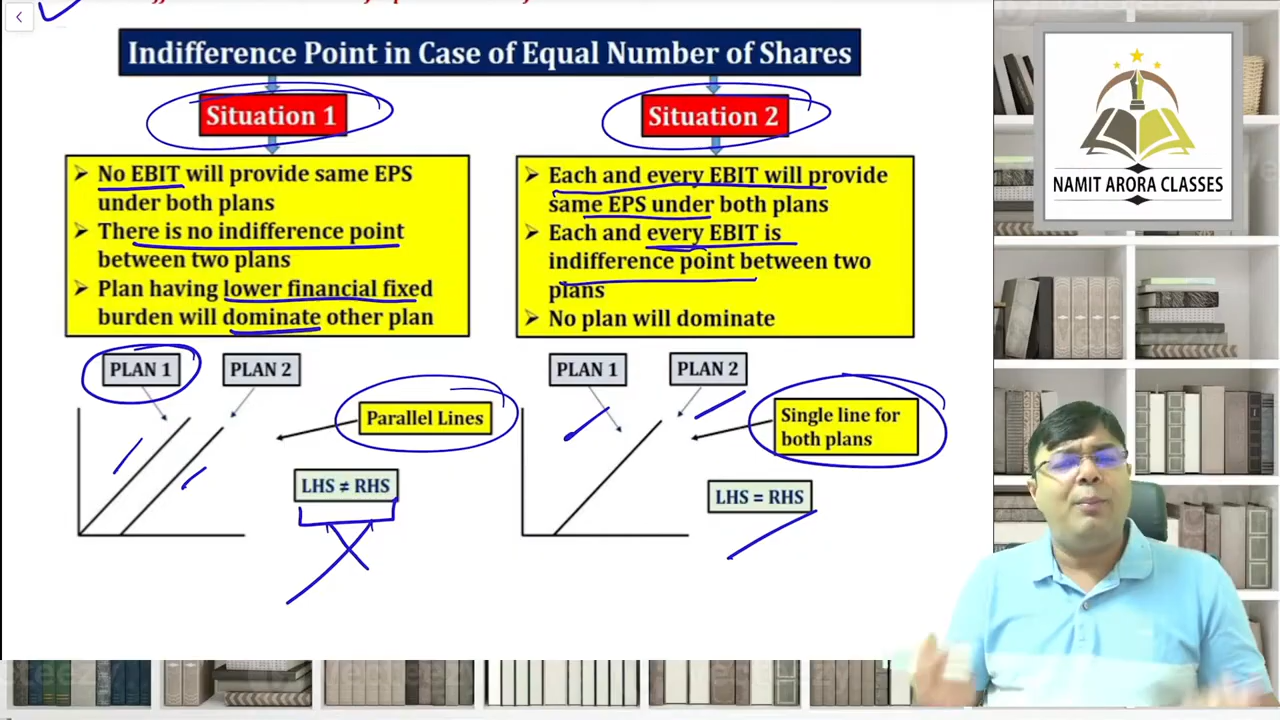 Indifference Point in Case of Equal Number of Shares
Situation 1
➢ No EBIT will provide same EPS
under both plans
➢ There is no indifference point
between two plans
➢ Plan having lower financial fixed
burden will dominate other plan
PLAN 1
PLAN 2
Parallel Lines
LHS ≠ RHS
Situation 2
➢ Each and every EBIT will provide
same EPS under both plans
➢ Each and every EBIT is
indifference point between two
plans
➢ No plan will dominate
PLAN 1
PLAN 2
Single line for
both plans
LHS = RHS
NAMIT ARORA CLASSES